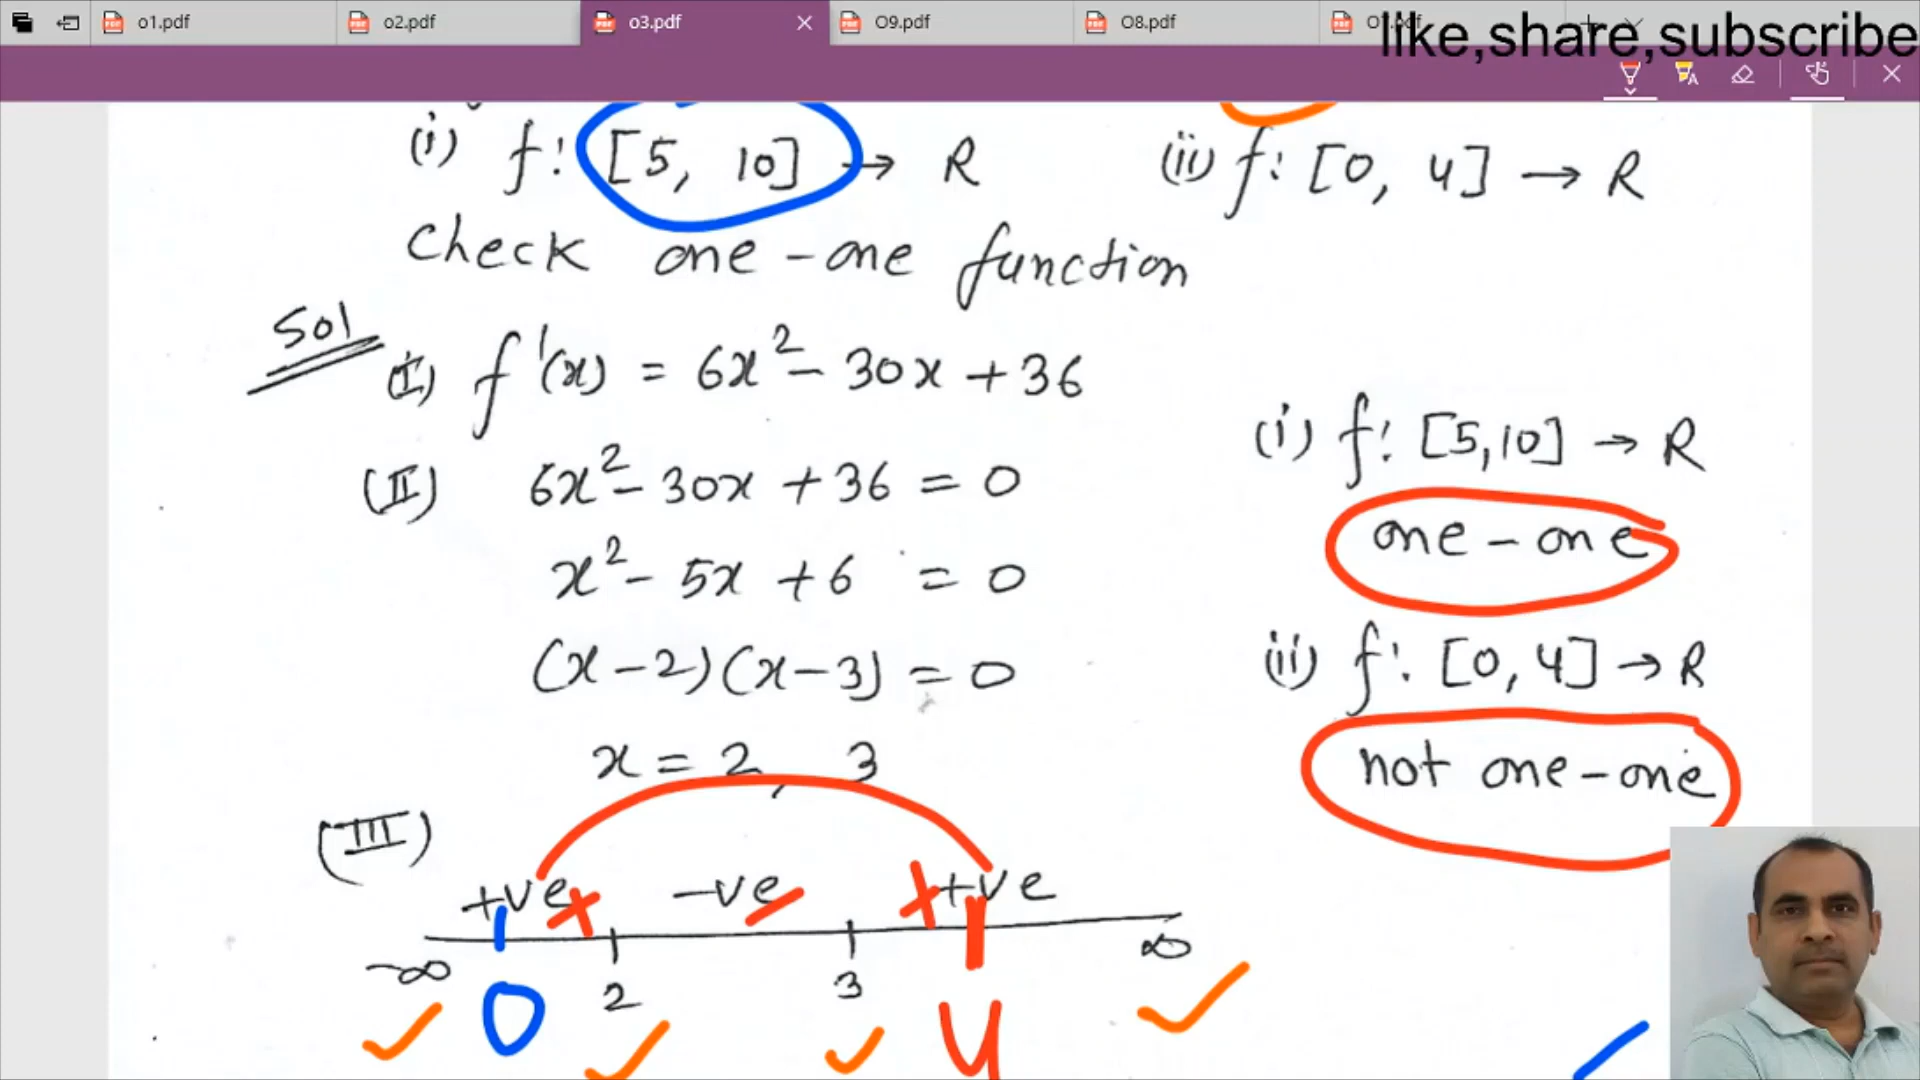 o1.pdf o2.pdf o3.pdf O9.pdf O8.pdf
like,share,subscribe
(i) f: [5, 10] → R (ii) f: [0, 4] → R
Check one-one function
Sol
(I) f'(x) = 6x² - 30x + 36
(II) 6x² - 30x + 36 = 0
x² - 5x + 6 = 0
(x-2)(x-3) = 0
x = 2, 3
(i) f: [5,10] → R
one-one
(ii) f: [0, 4] → R
not one-one
(III)
+ve -ve +ve
-∞ 0 2 3 4 ∞